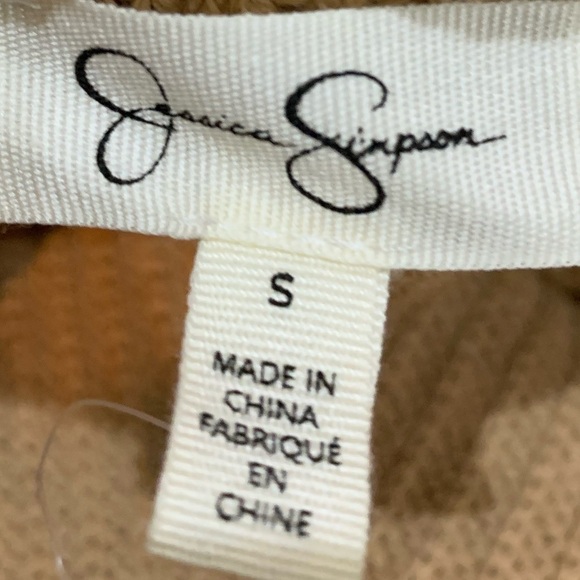 Jessica Simpson
S
MADE IN
CHINA
FABRIQUÉ
EN
CHINE